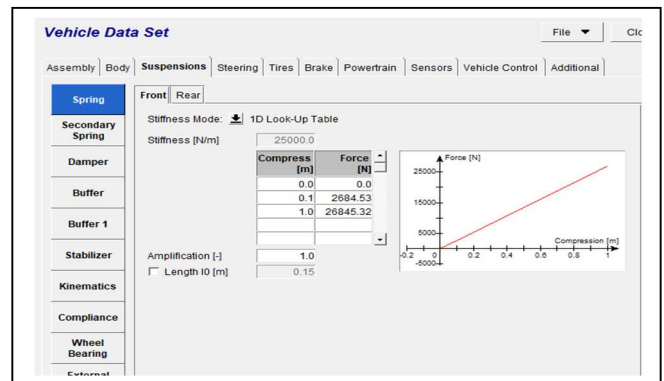 Vehicle Data Set
File
Clo
Assembly Body Suspensions Steering Tires Brake Powertrain Sensors Vehicle Control Additional
Spring
Secondary
Spring
Damper
Buffer
Buffer 1
Stabilizer
Kinematics
Compliance
Wheel
Bearing
External
Front Rear
Stiffness Mode: 1D Look-Up Table
Stiffness [N/m] 25000.0
Compress Force
[m] [N]
0.0 0.0
0.1 2684.53
1.0 26845.32
Amplification [-] 1.0
Length l0 [m] 0.15
Force [N]
25000
15000
5000
-5000
Compression [m]
-0.2 0 0.2 0.4 0.6 0.8 1